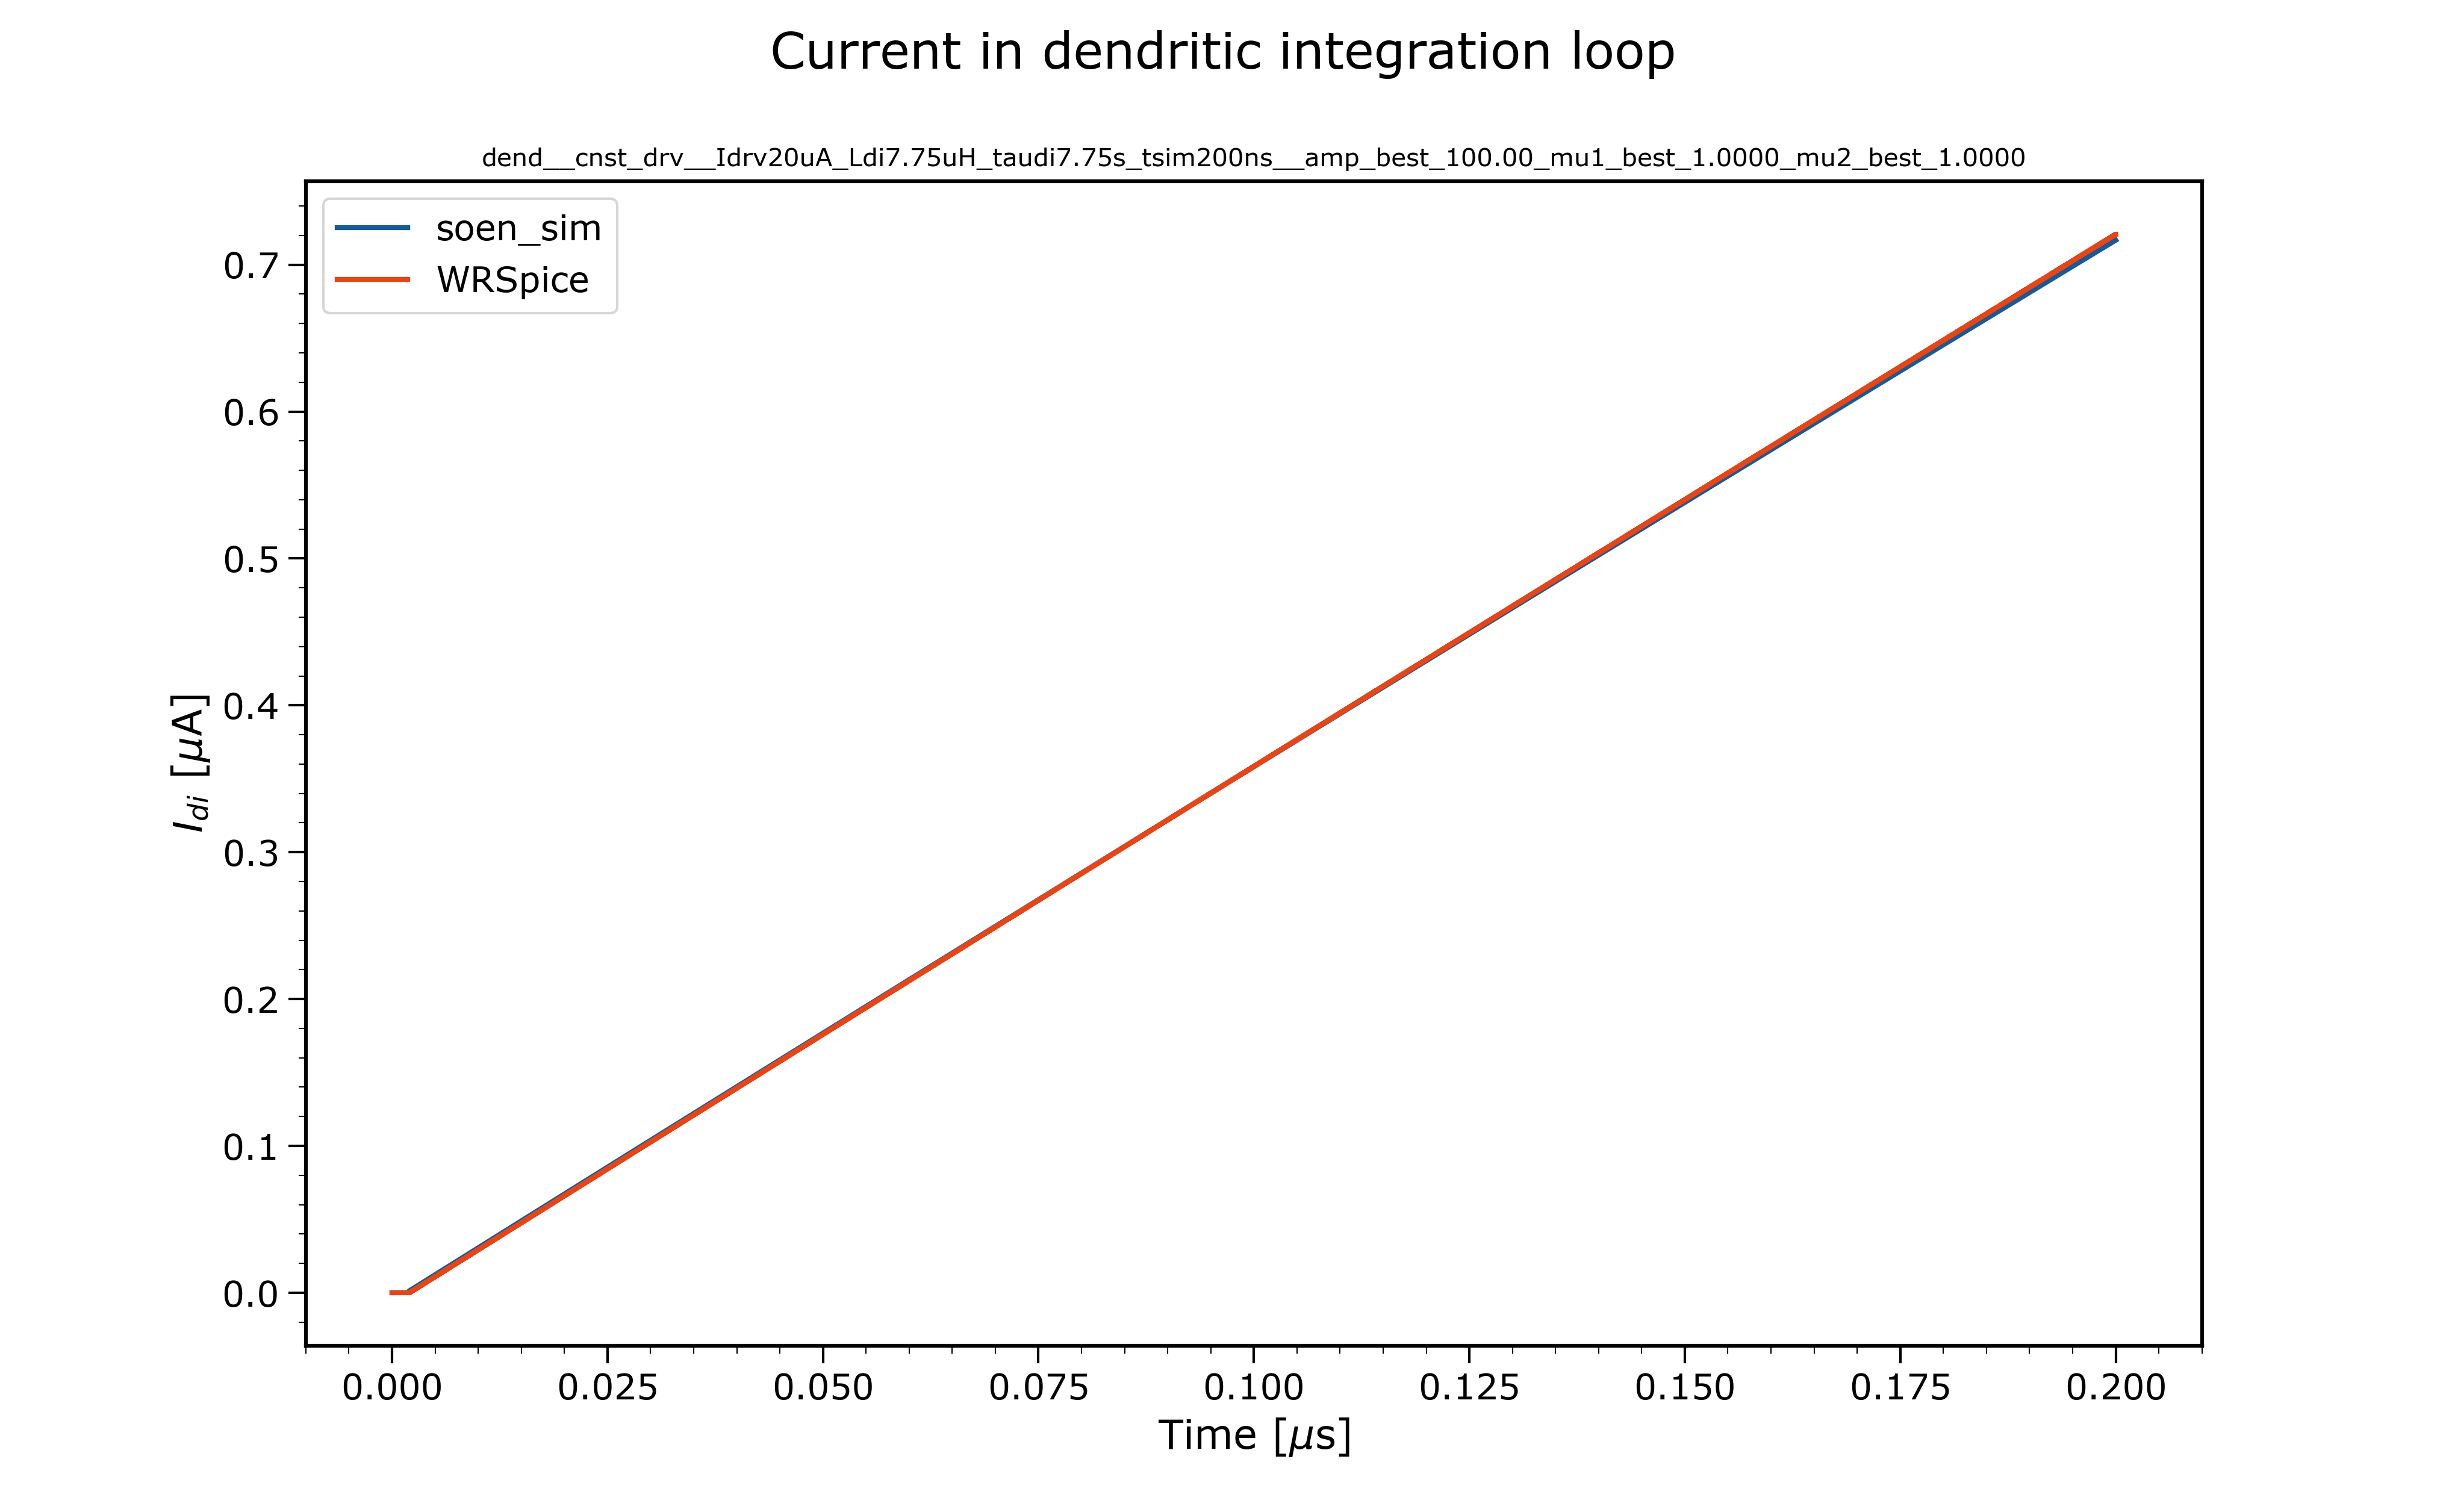 Current in dendritic integration loop
dend__cnst_drv__Idrv20uA_Ldi7.75uH_taudi7.75s_tsim200ns__amp_best_100.00_mu1_best_1.0000_mu2_best_1.0000
soen_sim
WRSpice
0.7
0.6
0.5
0.4
0.3
0.2
0.1
0.0
I_di [μA]
0.000 0.025 0.050 0.075 0.100 0.125 0.150 0.175 0.200
Time [μs]